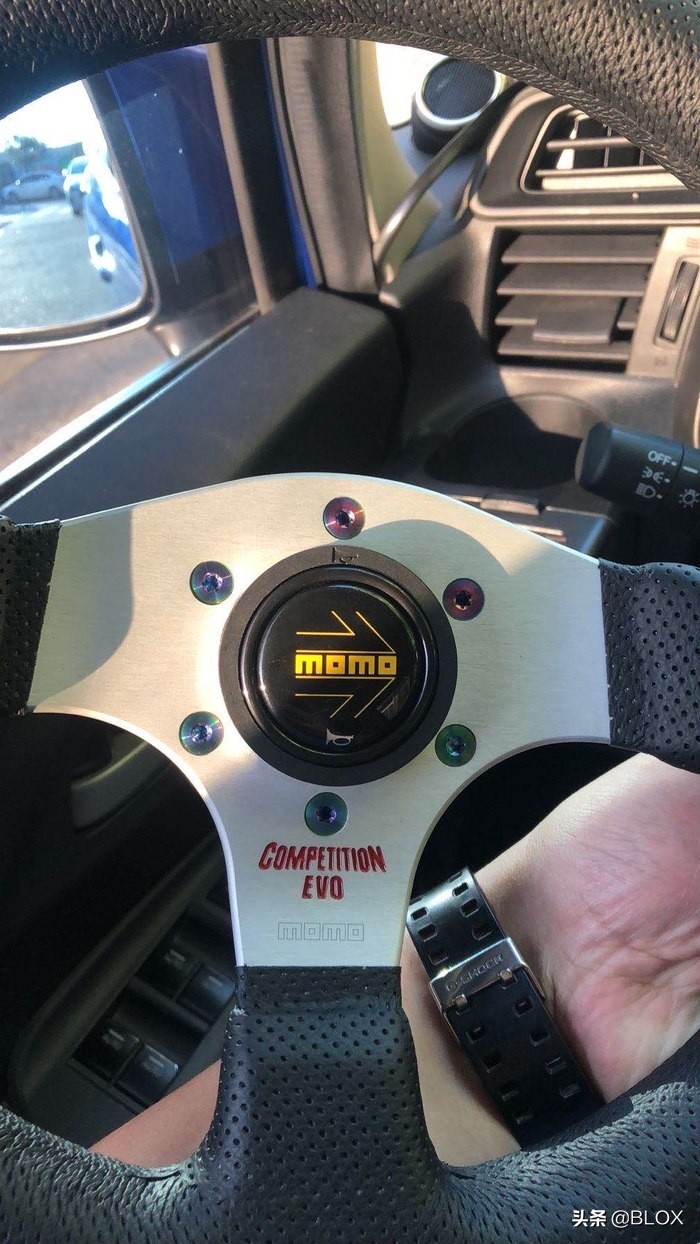 OFF
momo
COMPETITION
EVO
momo
G-SHOCK
头条 @BLOX